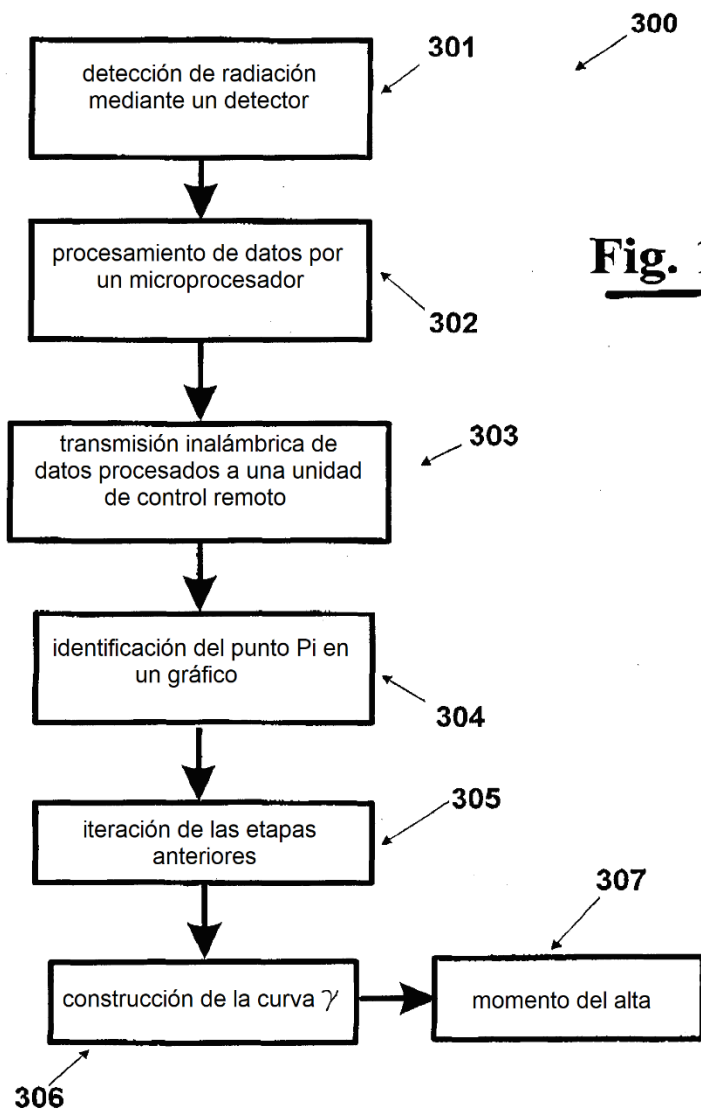 300
301
detección de radiación
mediante un detector
procesamiento de datos por
un microprocesador
302
Fig.
303
transmisión inalámbrica de
datos procesados a una unidad
de control remoto
identificación del punto Pi en
un gráfico
304
305
iteración de las etapas
anteriores
307
construcción de la curva γ
momento del alta
306